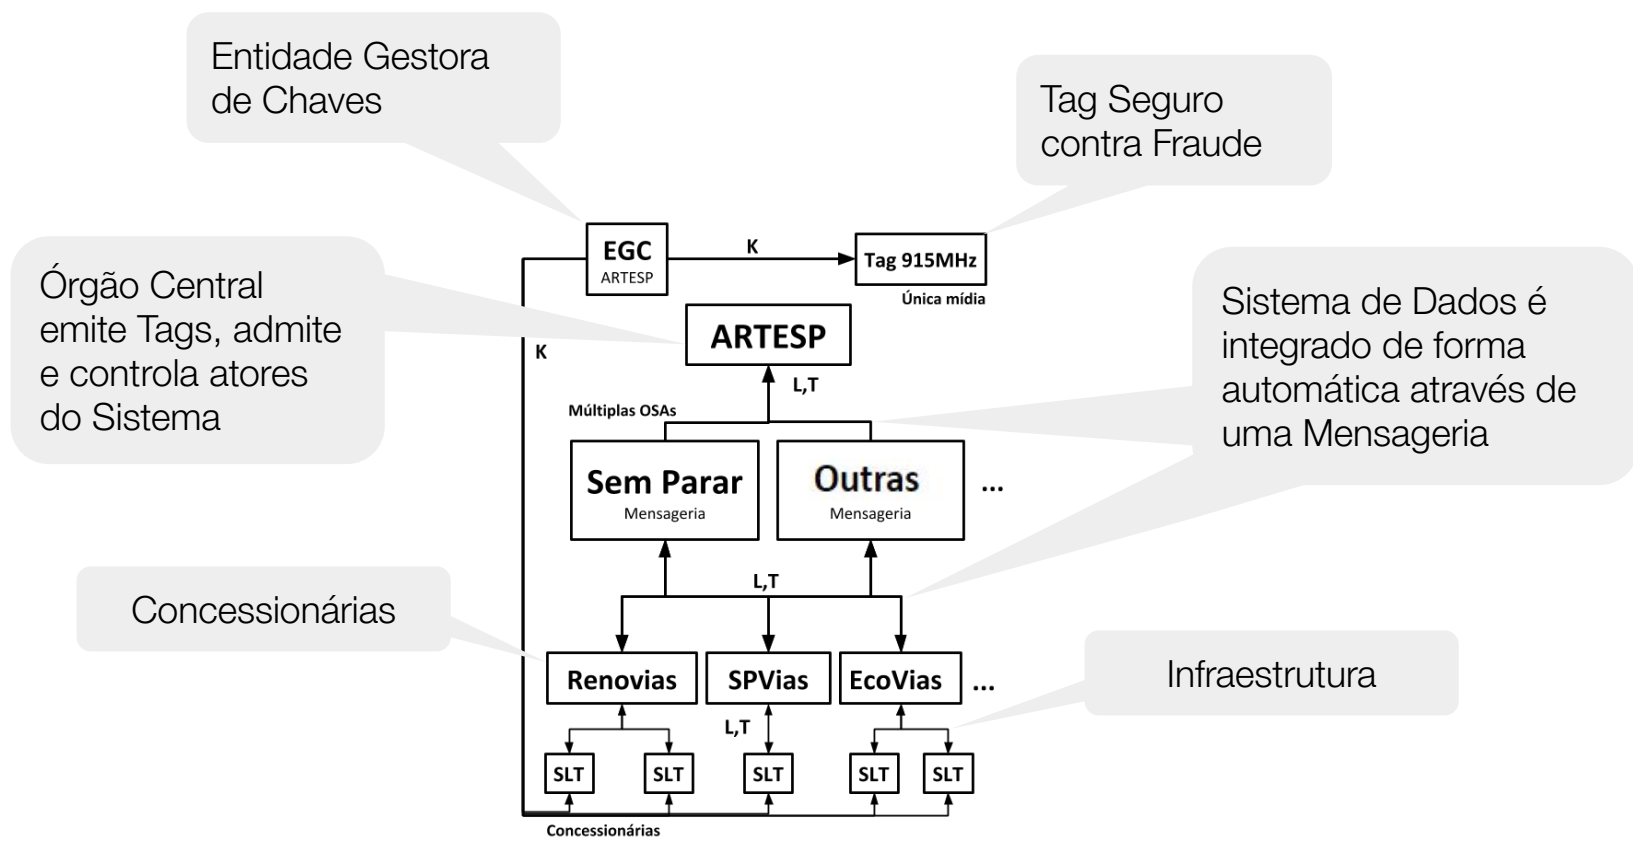 Entidade Gestora
de Chaves
Tag Seguro
contra Fraude
EGC
ARTESP
K
Tag 915MHz
Única mídia
Órgão Central
emite Tags, admite
e controla atores
do Sistema
K
ARTESP
L,T
Sistema de Dados é
integrado de forma
automática através de
uma Mensageria
Múltiplas OSAs
Sem Parar
Mensageria
Outras
Mensageria
...
L,T
Concessionárias
Renovias
SPVias
EcoVias
...
Infraestrutura
L,T
SLT
SLT
SLT
SLT
SLT
Concessionárias